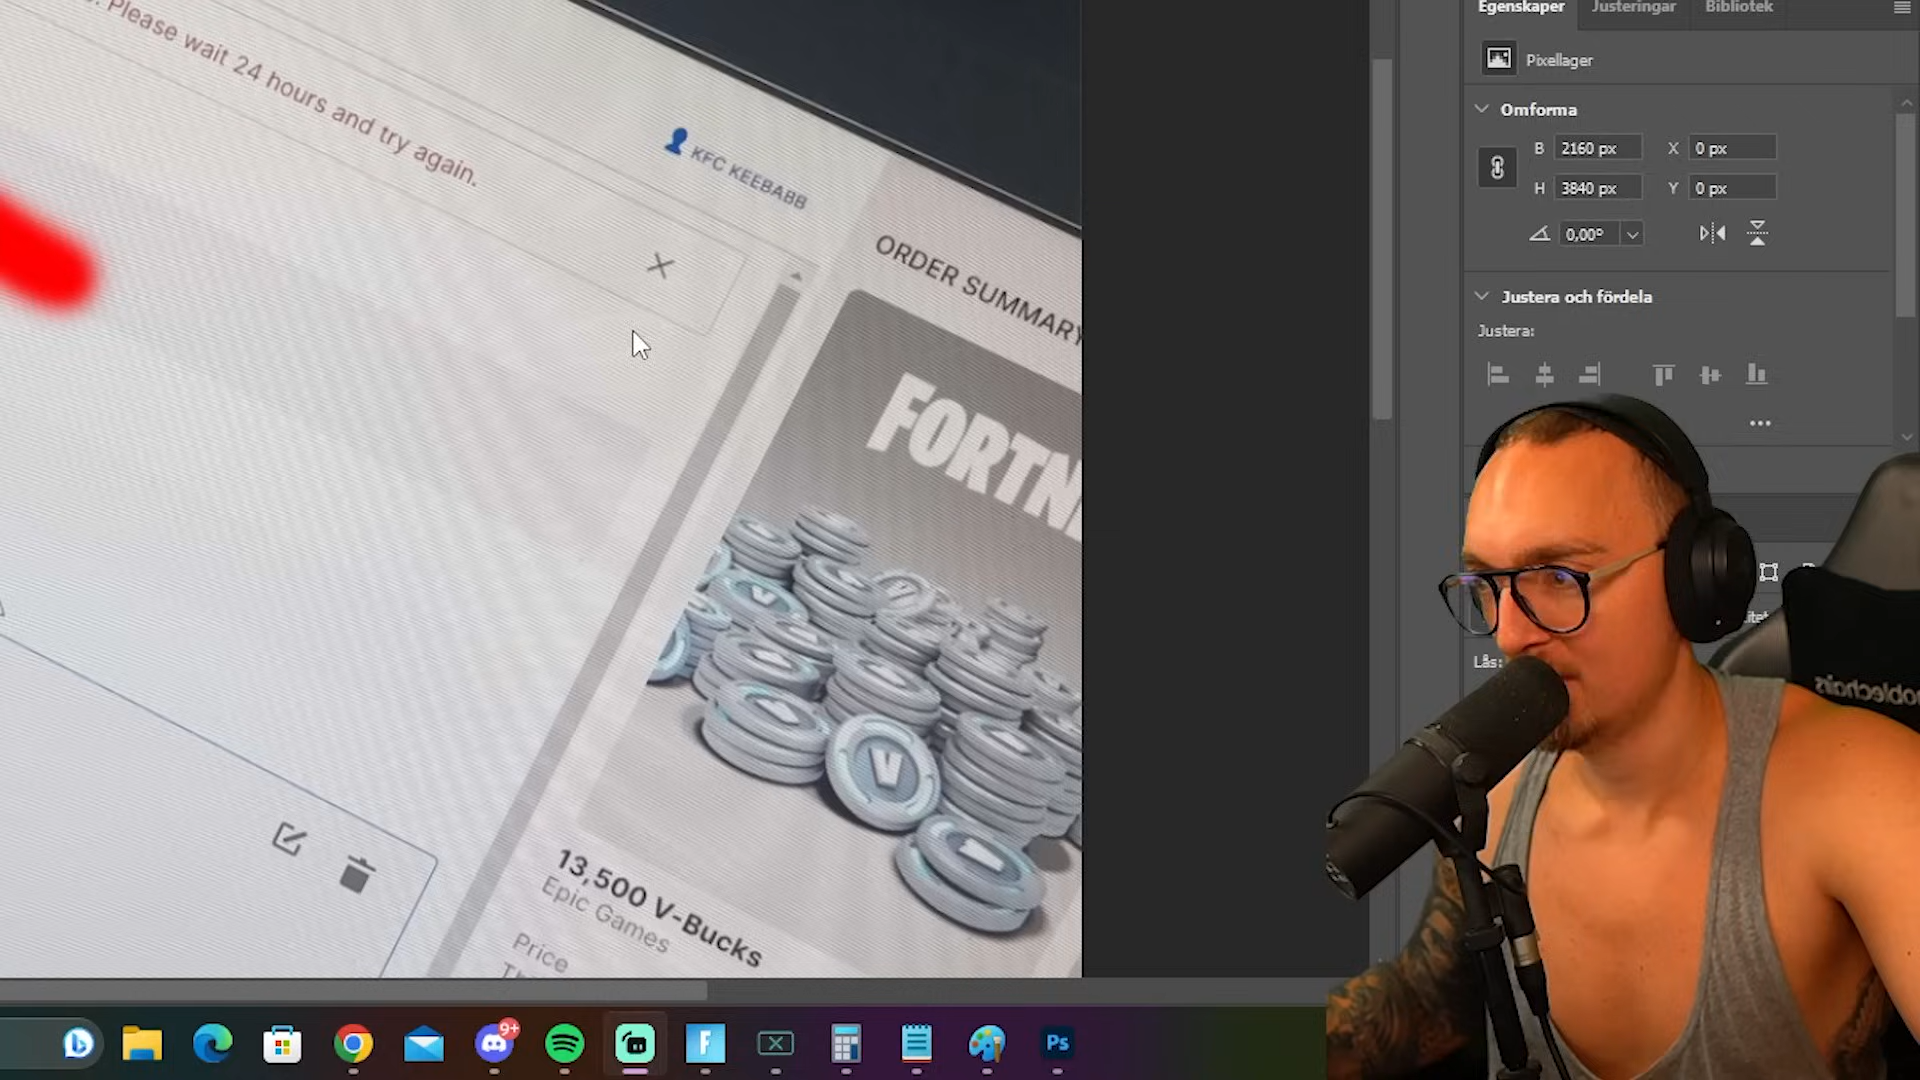 Egenskaper
Justeringar
Bibliotek
Pixellager
Omforma
B 2160 px X 0 px
H 3840 px Y 0 px
0,00°
Justera och fördela
Justera:
Lås:
Please wait 24 hours and try again.
KFC KEEBABB
ORDER SUMMARY
FORTN
V
V
13,500 V-Bucks
Epic Games
Price
noblechairs
9+
F
X
Ps